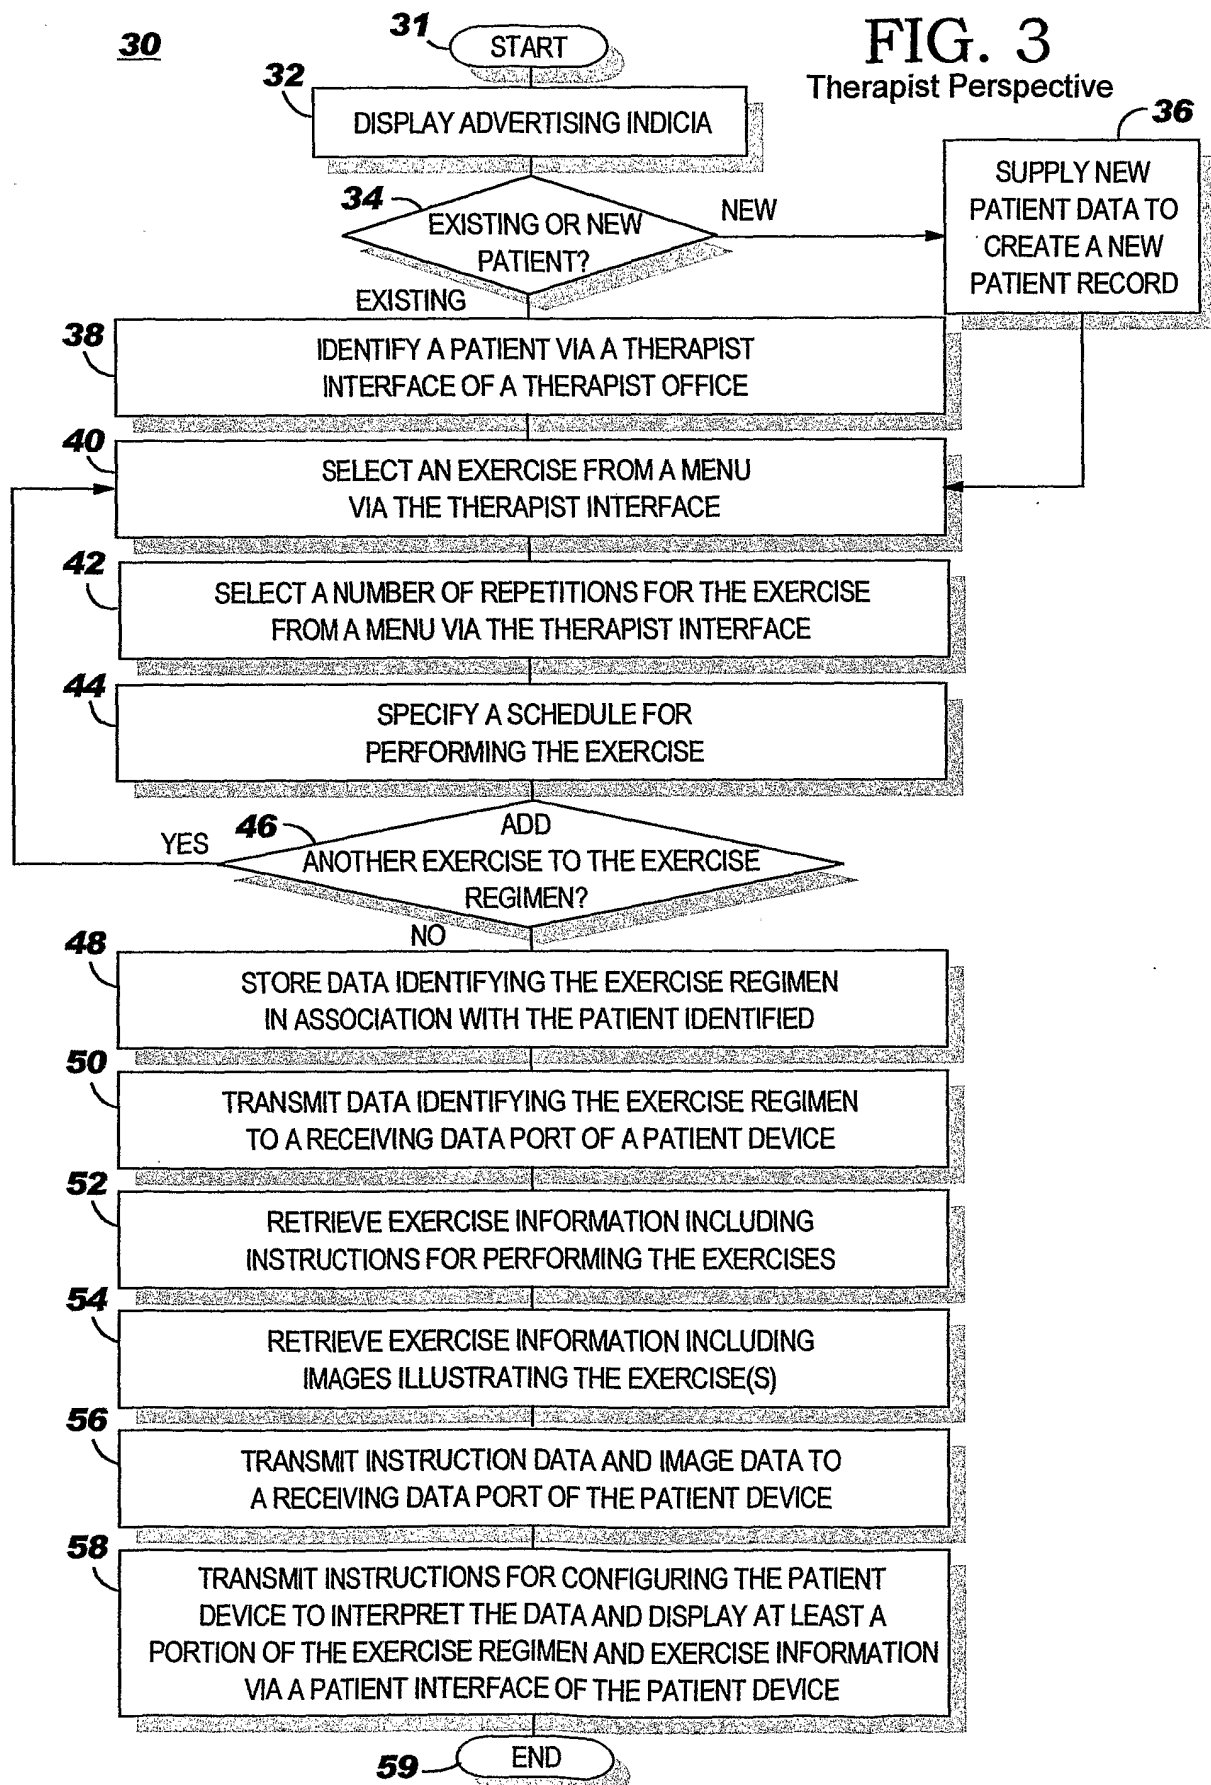 30
31
START
FIG. 3
Therapist Perspective
32
DISPLAY ADVERTISING INDICIA
36
SUPPLY NEW
PATIENT DATA TO
CREATE A NEW
PATIENT RECORD
34
EXISTING OR NEW
PATIENT?
NEW
EXISTING
38
IDENTIFY A PATIENT VIA A THERAPIST
INTERFACE OF A THERAPIST OFFICE
40
SELECT AN EXERCISE FROM A MENU
VIA THE THERAPIST INTERFACE
42
SELECT A NUMBER OF REPETITIONS FOR THE EXERCISE
FROM A MENU VIA THE THERAPIST INTERFACE
44
SPECIFY A SCHEDULE FOR
PERFORMING THE EXERCISE
46
YES
ADD
ANOTHER EXERCISE TO THE EXERCISE
REGIMEN?
NO
48
STORE DATA IDENTIFYING THE EXERCISE REGIMEN
IN ASSOCIATION WITH THE PATIENT IDENTIFIED
50
TRANSMIT DATA IDENTIFYING THE EXERCISE REGIMEN
TO A RECEIVING DATA PORT OF A PATIENT DEVICE
52
RETRIEVE EXERCISE INFORMATION INCLUDING
INSTRUCTIONS FOR PERFORMING THE EXERCISES
54
RETRIEVE EXERCISE INFORMATION INCLUDING
IMAGES ILLUSTRATING THE EXERCISE(S)
56
TRANSMIT INSTRUCTION DATA AND IMAGE DATA TO
A RECEIVING DATA PORT OF THE PATIENT DEVICE
58
TRANSMIT INSTRUCTIONS FOR CONFIGURING THE PATIENT
DEVICE TO INTERPRET THE DATA AND DISPLAY AT LEAST A
PORTION OF THE EXERCISE REGIMEN AND EXERCISE INFORMATION
VIA A PATIENT INTERFACE OF THE PATIENT DEVICE
59
END